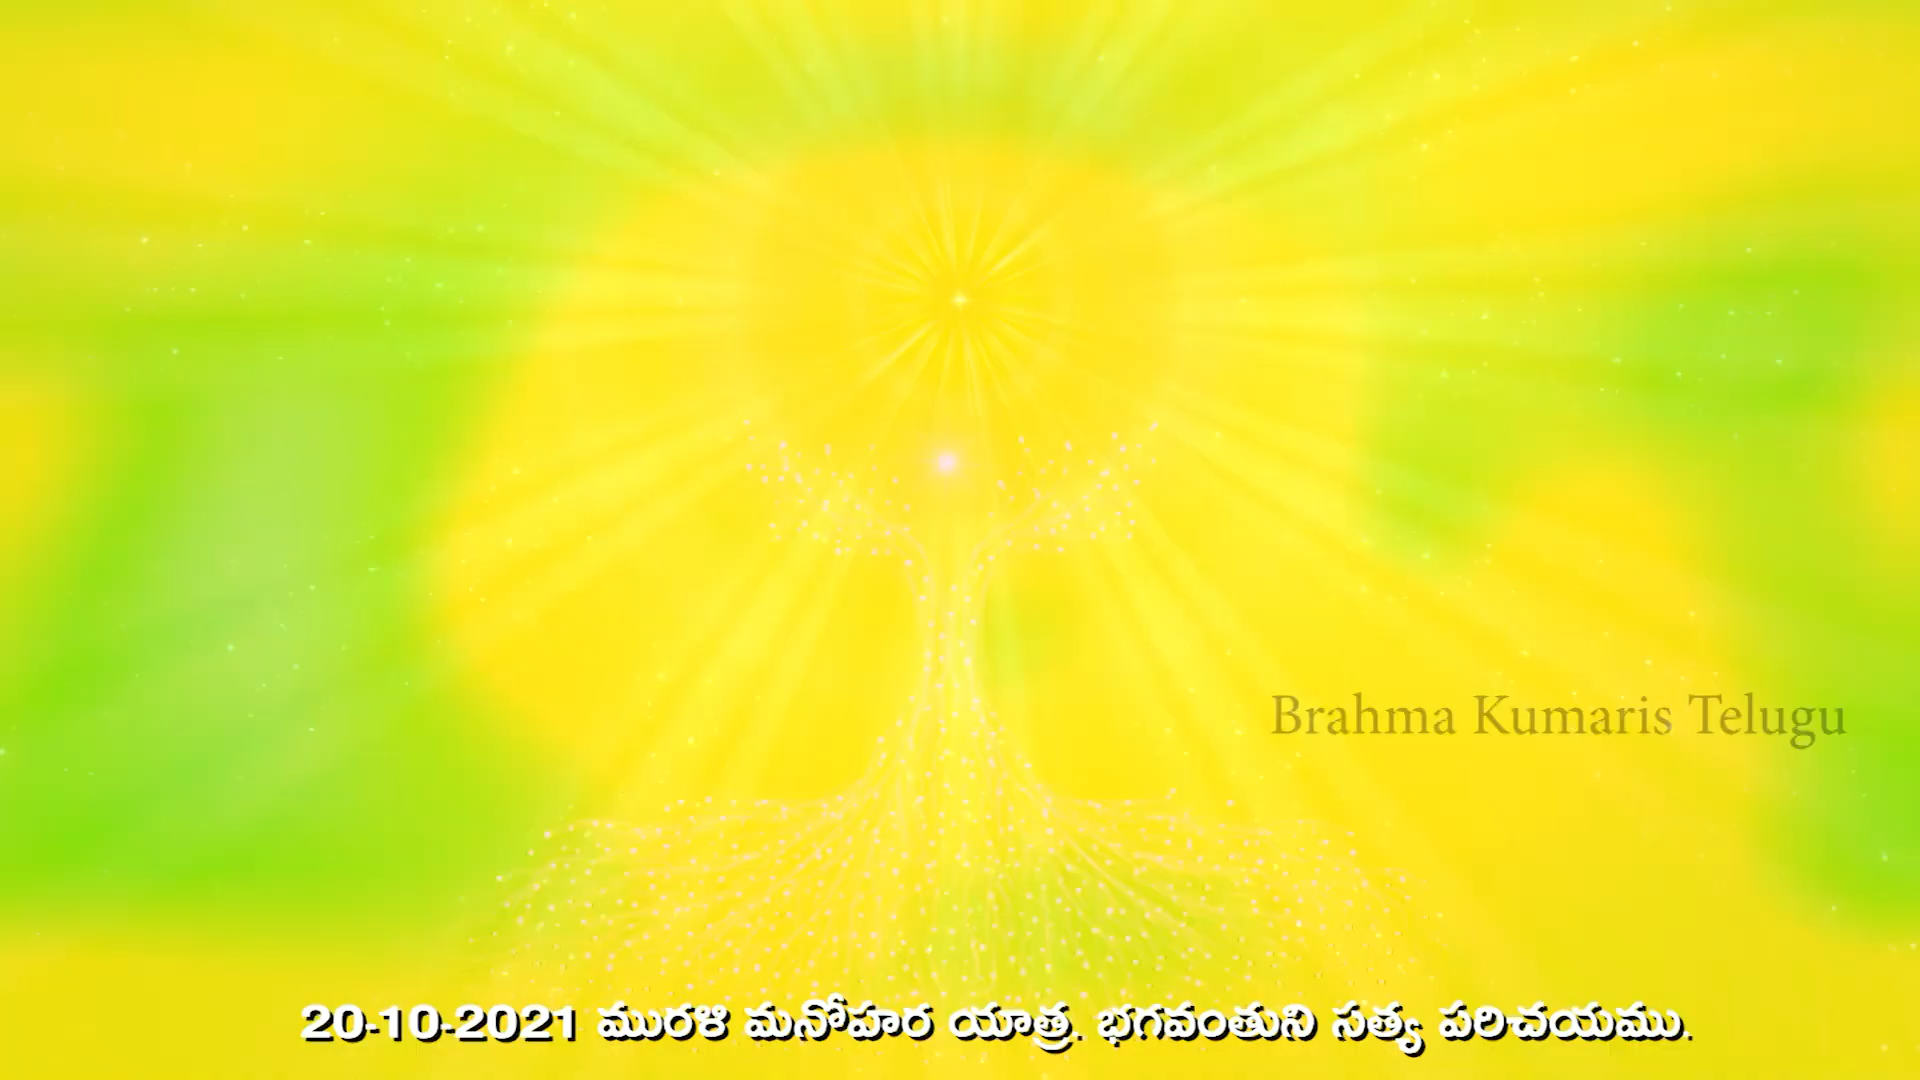 Brahma Kumaris Telugu
20-10-2021 మురళి మనోహర యాత్ర. భగవంతుని సత్య పరిచయము.